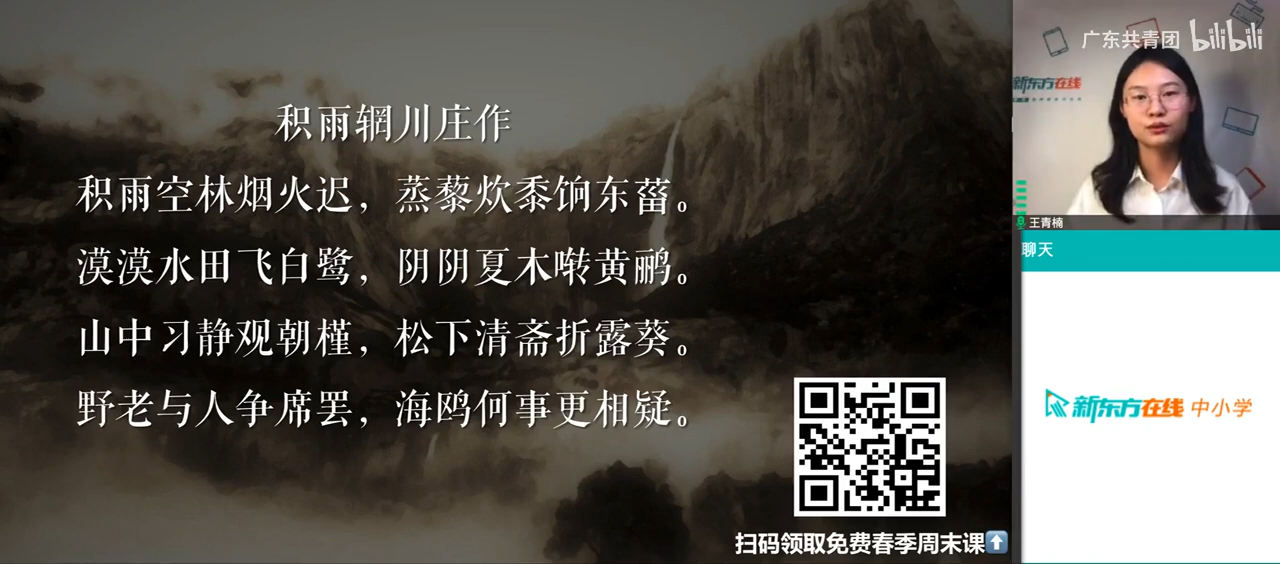 积雨辋川庄作
积雨空林烟火迟，蒸藜炊黍饷东菑。
漠漠水田飞白鹭，阴阴夏木啭黄鹂。
山中习静观朝槿，松下清斋折露葵。
野老与人争席罢，海鸥何事更相疑。
扫码领取免费春季周末课
广东共青团 bilibili
新东方在线
王青楠
聊天
新东方在线 中小学